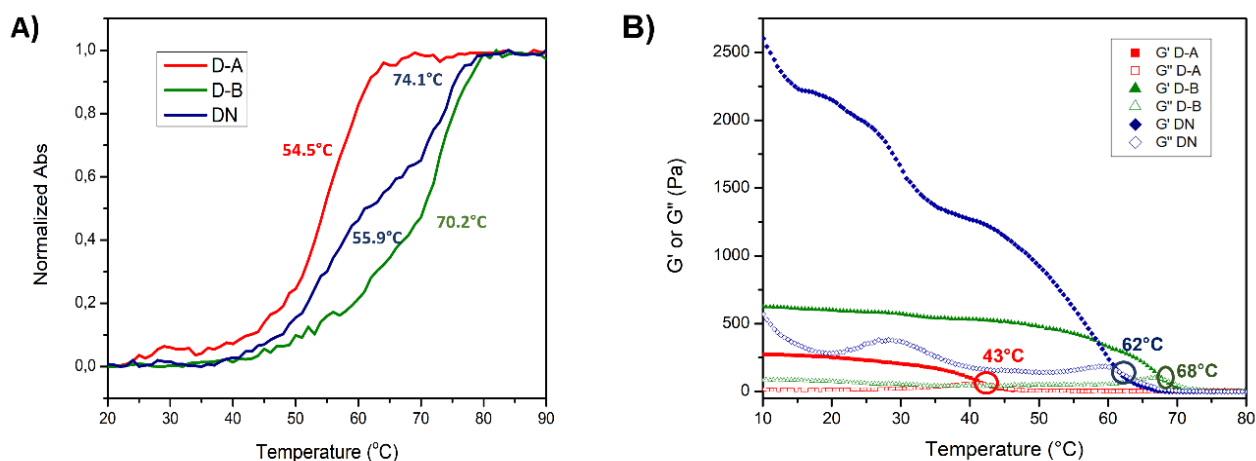 A)
Normalized Abs
1,0
0,8
0,6
0,4
0,2
0,0
D-A
D-B
DN
74.1°C
54.5°C
55.9°C
70.2°C
20 30 40 50 60 70 80 90
Temperature (°C)
B)
G' or G" (Pa)
2500
2000
1500
1000
500
0
G' D-A
G" D-A
G' D-B
G" D-B
G' DN
G" DN
43°C
62°C
68°C
10 20 30 40 50 60 70 80
Temperature (°C)